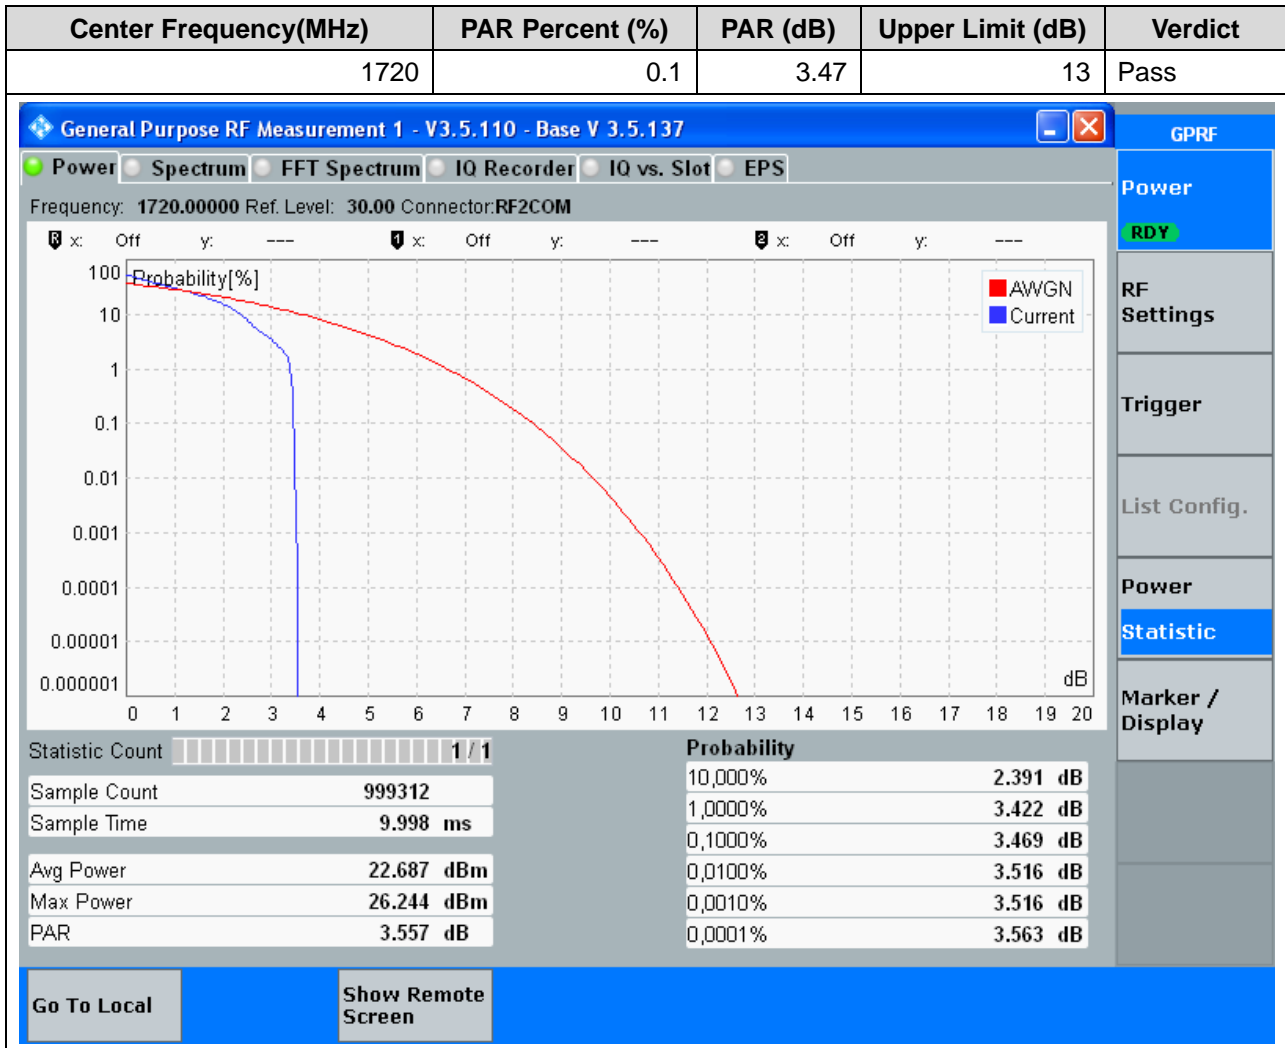 Center Frequency(MHz) PAR Percent (%) PAR (dB) Upper Limit (dB) Verdict
1720 0.1 3.47 13 Pass
General Purpose RF Measurement 1 - V3.5.110 - Base V 3.5.137
GPRF
Power Spectrum FFT Spectrum IQ Recorder IQ vs. Slot EPS
Power
RDY
Frequency: 1720.00000 Ref. Level: 30.00 Connector:RF2COM
R x: Off y: --- 1 x: Off y: --- 2 x: Off y: ---
Probability[%]
AWGN
Current
100
10
1
0.1
0.01
0.001
0.0001
0.00001
0.000001
dB
0 1 2 3 4 5 6 7 8 9 10 11 12 13 14 15 16 17 18 19 20
RF
Settings
Trigger
List Config.
Power
Statistic
Marker /
Display
Statistic Count 1 / 1
Sample Count 999312
Sample Time 9.998 ms
Avg Power 22.687 dBm
Max Power 26.244 dBm
PAR 3.557 dB
Probability
10,000% 2.391 dB
1,0000% 3.422 dB
0,1000% 3.469 dB
0,0100% 3.516 dB
0,0010% 3.516 dB
0,0001% 3.563 dB
Go To Local
Show Remote
Screen